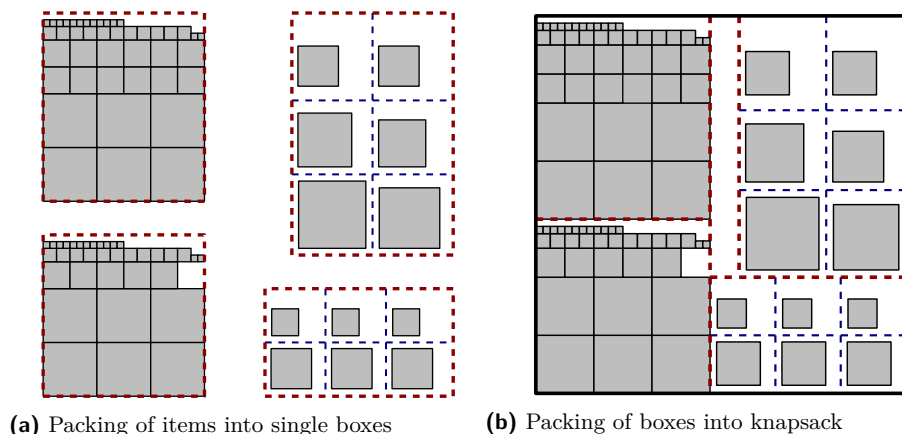 (a) Packing of items into single boxes
(b) Packing of boxes into knapsack